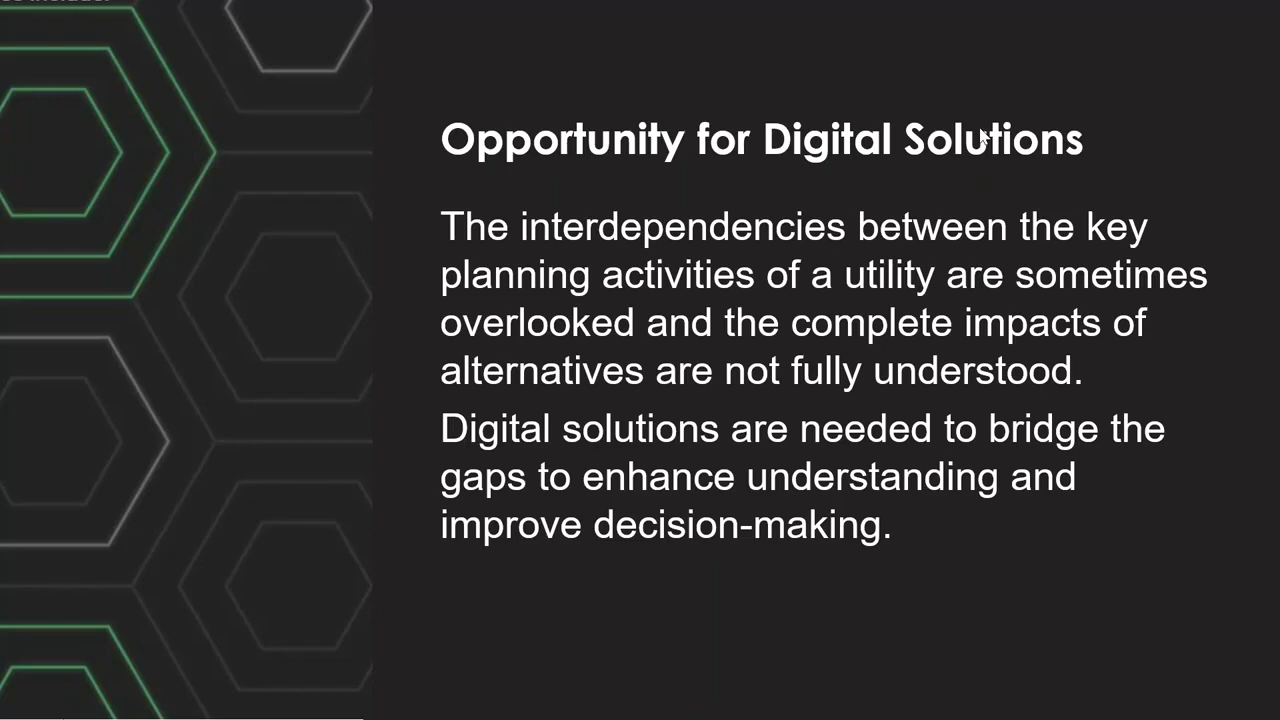 Opportunity for Digital Solutions
The interdependencies between the key
planning activities of a utility are sometimes
overlooked and the complete impacts of
alternatives are not fully understood.
Digital solutions are needed to bridge the
gaps to enhance understanding and
improve decision-making.